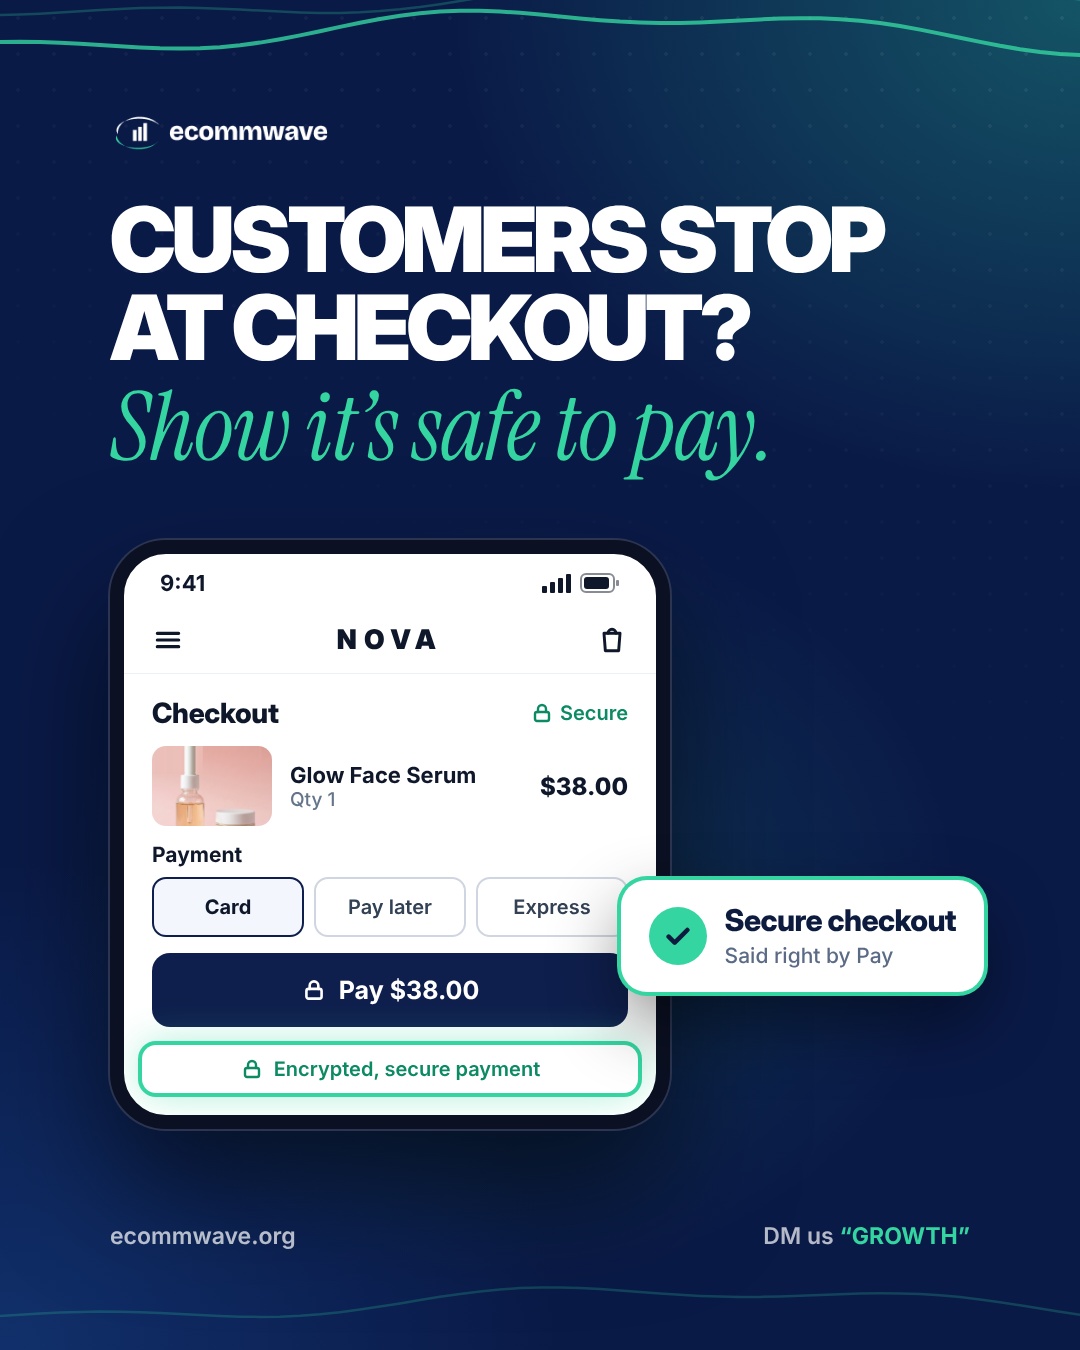 ecommwave
CUSTOMERS STOP
AT CHECKOUT?
Show it’s safe to pay.
9:41
NOVA
Checkout
Secure
Glow Face Serum
Qty 1
$38.00
Payment
Card
Pay later
Express
Secure checkout
Said right by Pay
Pay $38.00
Encrypted, secure payment
ecommwave.org
DM us “GROWTH”